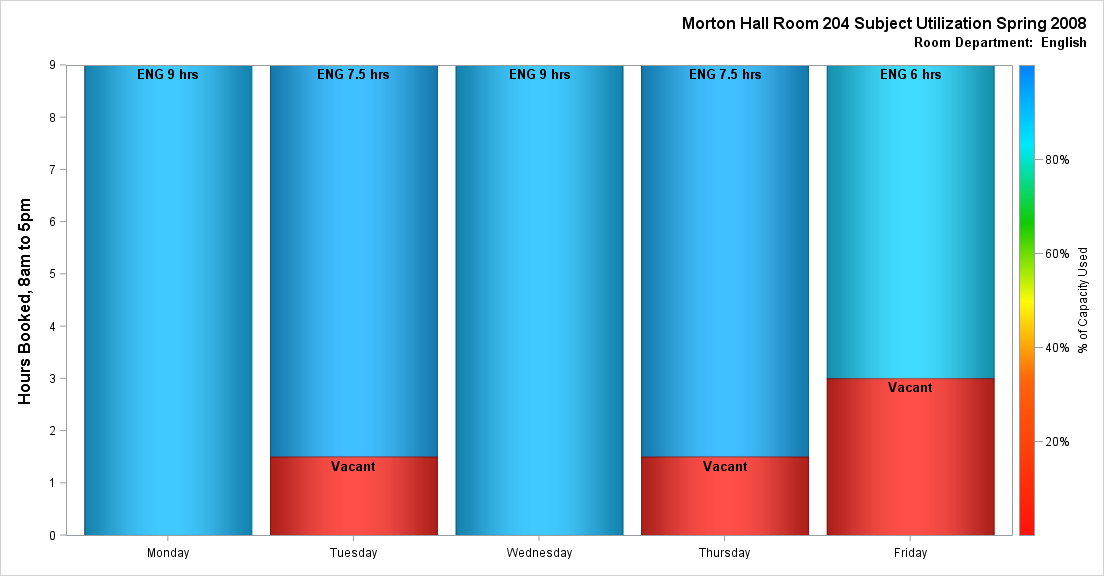 Morton Hall Room 204 Subject Utilization Spring 2008
Room Department: English
Hours Booked, 8am to 5pm
9
8
7
6
5
4
3
2
1
0
ENG 9 hrs
ENG 7.5 hrs
ENG 9 hrs
ENG 7.5 hrs
ENG 6 hrs
Vacant
Vacant
Vacant
Monday
Tuesday
Wednesday
Thursday
Friday
80%
60%
40%
20%
% of Capacity Used